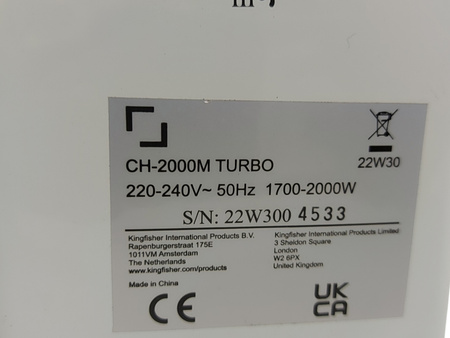 CH-2000M TURBO
22W30
220-240V~ 50Hz 1700-2000W
S/N: 22W300 4533
Kingfisher International Products B.V.
Rapenburgerstraat 175E
1011VM Amsterdam
The Netherlands
www.kingfisher.com/products
Kingfisher International Products Limited
3 Sheldon Square
London
W2 6PX
United Kingdom
Made in China
CE
UK
CA